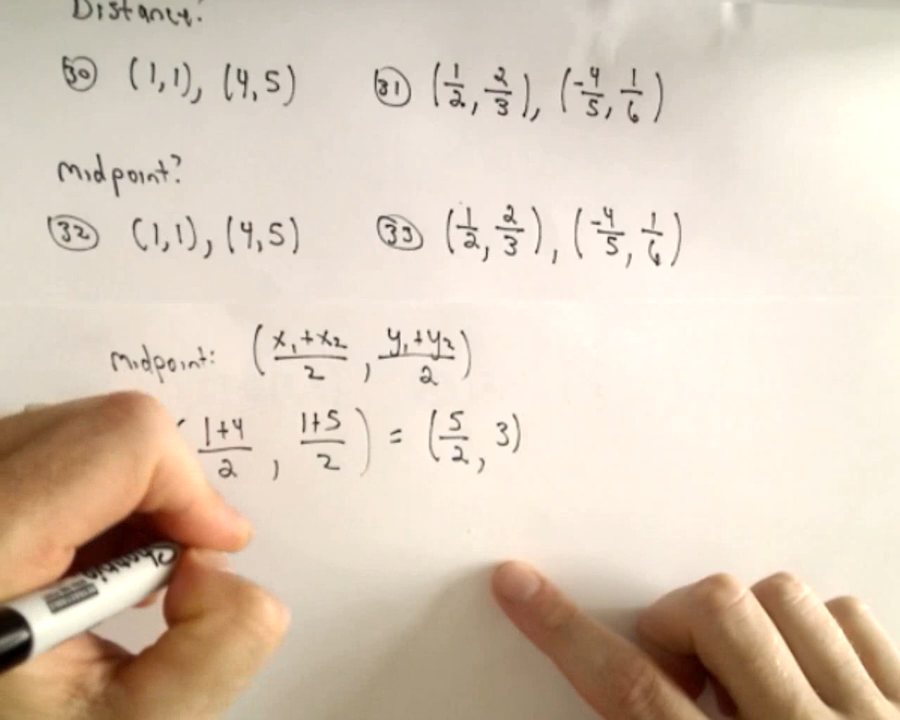 Distance:
(30) (1,1), (4,5) (31) (1/2, 2/3), (-4/5, 1/6)
Midpoint?
(32) (1,1), (4,5) (33) (1/2, 2/3), (-4/5, 1/6)
Midpoint: ((x₁+x₂)/2, (y₁+y₂)/2)
((1+4)/2, (1+5)/2) = (5/2, 3)
Sharpie